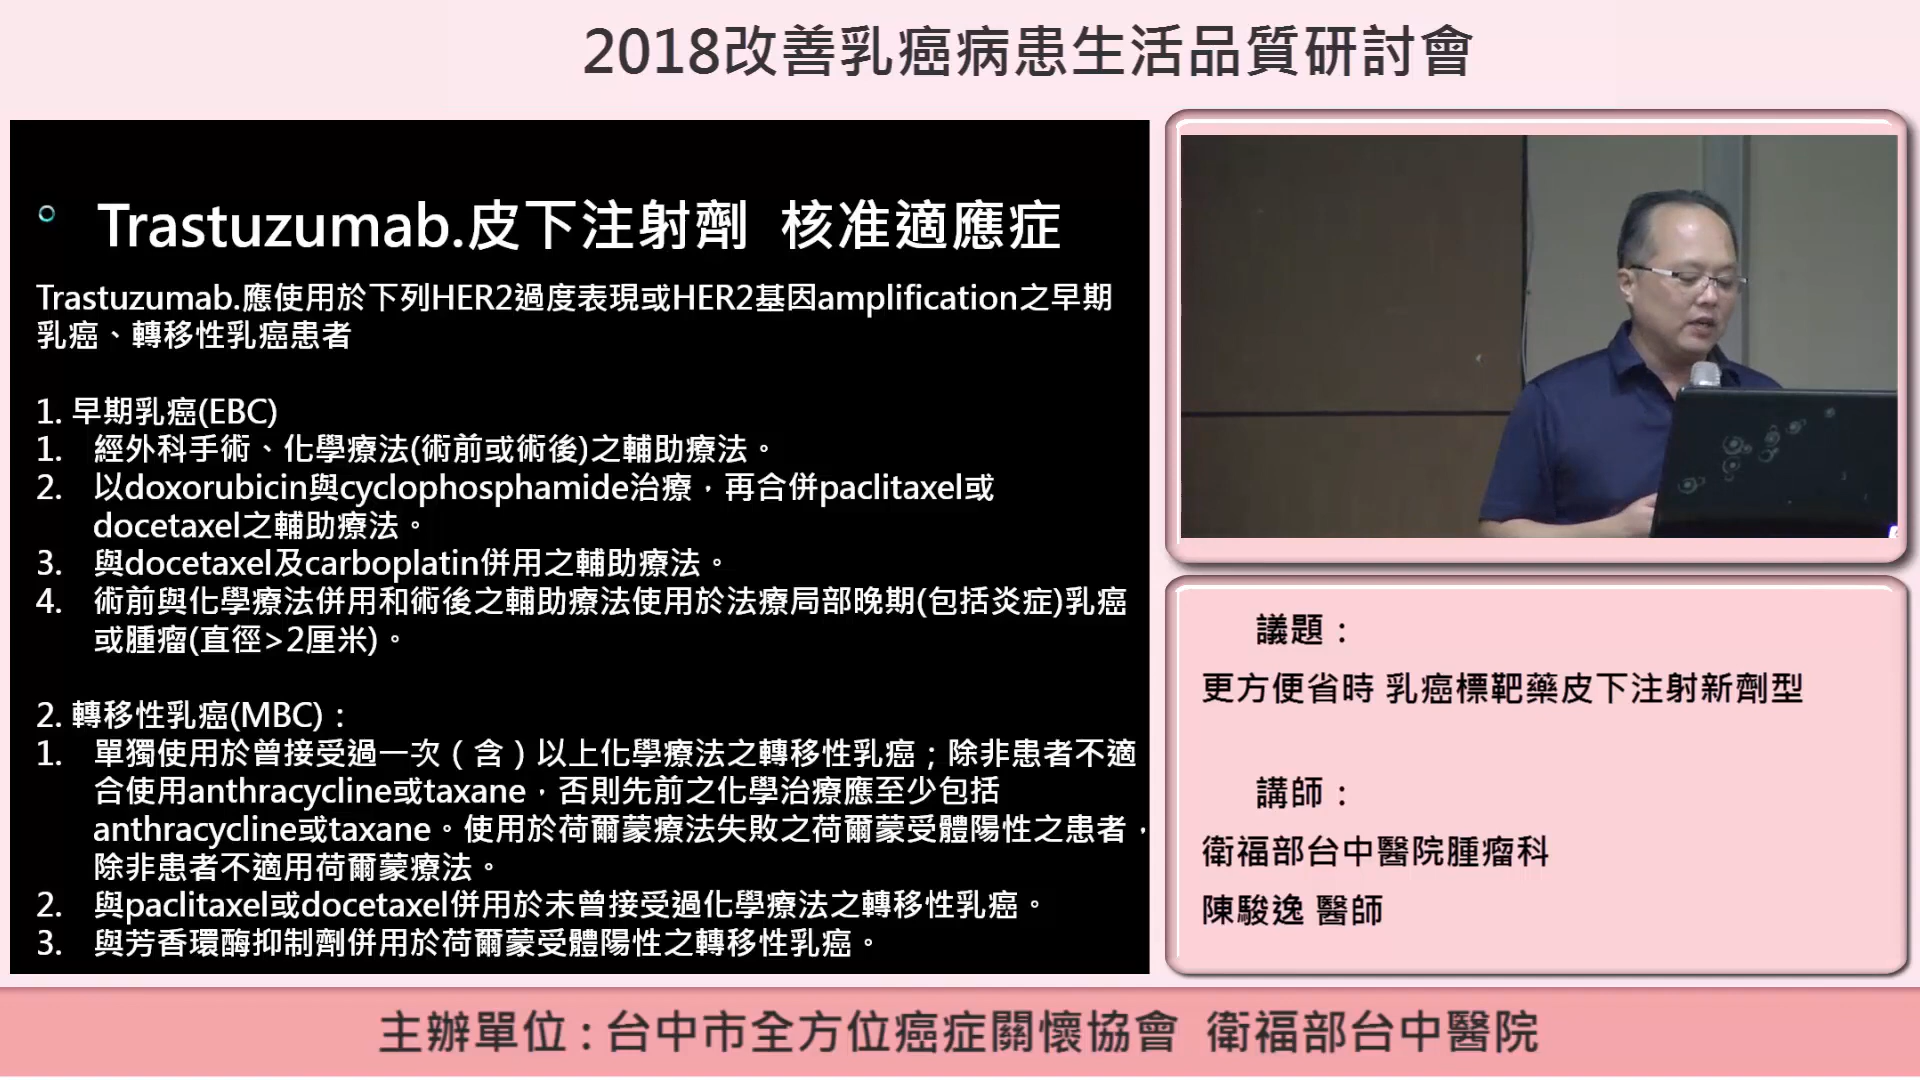 2018改善乳癌病患生活品質研討會
Trastuzumab.皮下注射劑 核准適應症
Trastuzumab.應使用於下列HER2過度表現或HER2基因amplification之早期
乳癌、轉移性乳癌患者
1. 早期乳癌(EBC)
1. 經外科手術、化學療法(術前或術後)之輔助療法。
2. 以doxorubicin與cyclophosphamide治療，再合併paclitaxel或
docetaxel之輔助療法。
3. 與docetaxel及carboplatin併用之輔助療法。
4. 術前與化學療法併用和術後之輔助療法使用於法療局部晚期(包括炎症)乳癌
或腫瘤(直徑>2厘米)。
2. 轉移性乳癌(MBC)：
1. 單獨使用於曾接受過一次（含）以上化學療法之轉移性乳癌；除非患者不適
合使用anthracycline或taxane，否則先前之化學治療應至少包括
anthracycline或taxane。使用於荷爾蒙療法失敗之荷爾蒙受體陽性之患者，
除非患者不適用荷爾蒙療法。
2. 與paclitaxel或docetaxel併用於未曾接受過化學療法之轉移性乳癌。
3. 與芳香環酶抑制劑併用於荷爾蒙受體陽性之轉移性乳癌。
議題：
更方便省時 乳癌標靶藥皮下注射新劑型
講師：
衛福部台中醫院腫瘤科
陳駿逸 醫師
主辦單位：台中市全方位癌症關懷協會 衛福部台中醫院